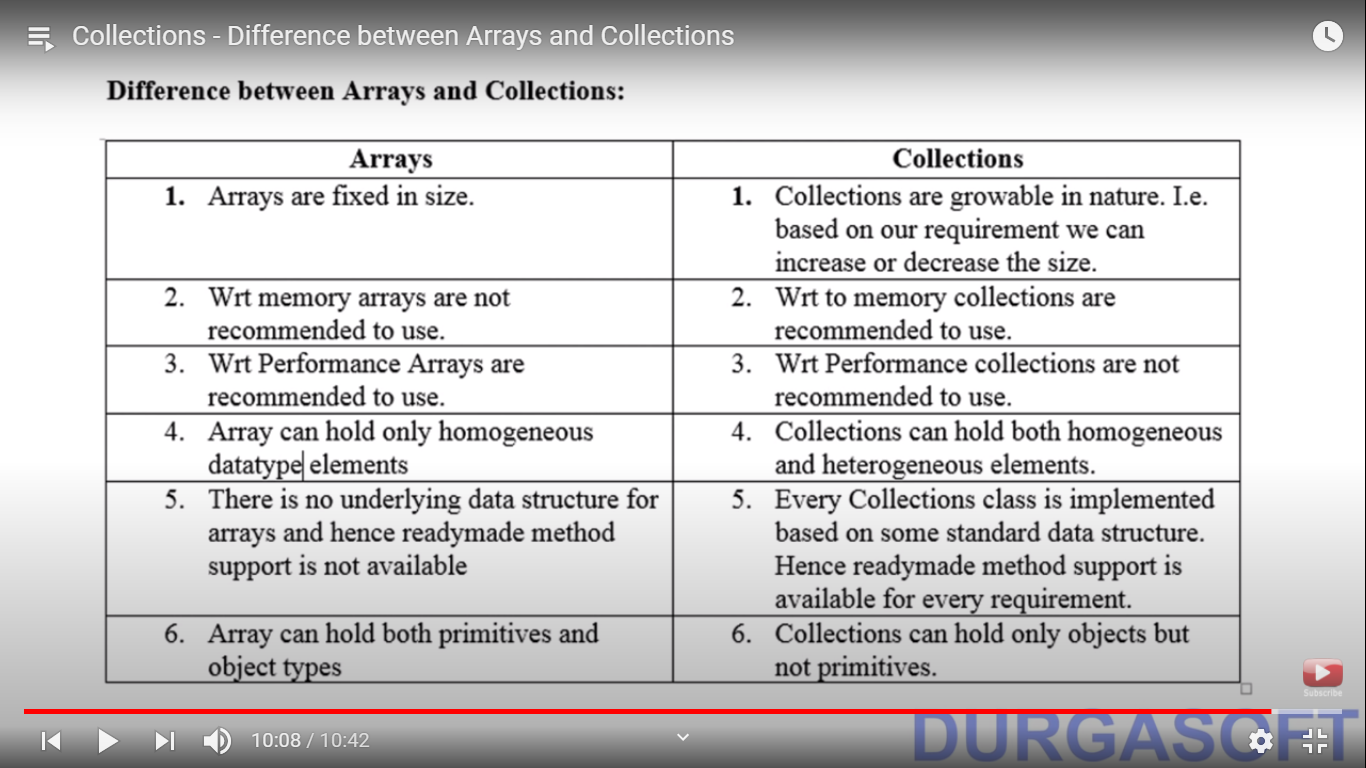 Collections - Difference between Arrays and Collections
Difference between Arrays and Collections:
Arrays
Collections
1. Arrays are fixed in size.
1. Collections are growable in nature. I.e.
based on our requirement we can
increase or decrease the size.
2. Wrt memory arrays are not
recommended to use.
2. Wrt to memory collections are
recommended to use.
3. Wrt Performance Arrays are
recommended to use.
3. Wrt Performance collections are not
recommended to use.
4. Array can hold only homogeneous
datatype elements
4. Collections can hold both homogeneous
and heterogeneous elements.
5. There is no underlying data structure for
arrays and hence readymade method
support is not available
5. Every Collections class is implemented
based on some standard data structure.
Hence readymade method support is
available for every requirement.
6. Array can hold both primitives and
object types
6. Collections can hold only objects but
not primitives.
Subscribe
DURGASOFT
10:08 / 10:42